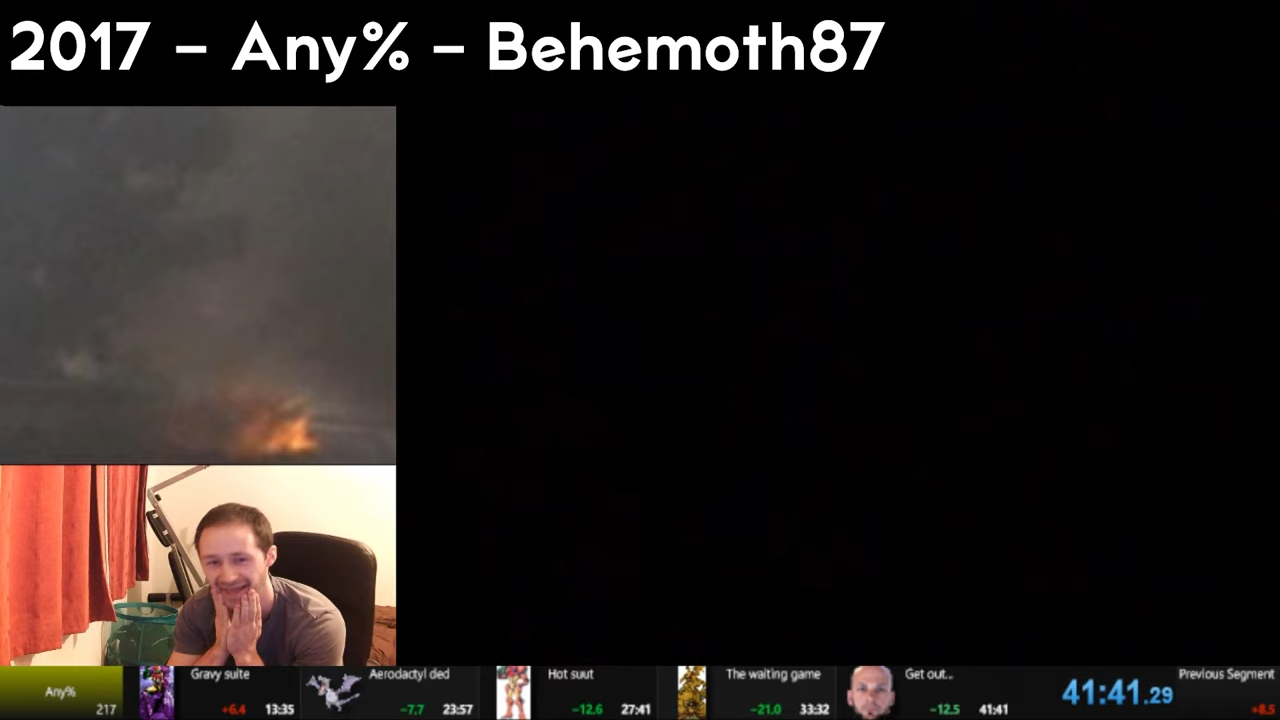 2017 - Any% - Behemoth87
Any%
217
Gravy suite
+6.4 13:35
Aerodactyl ded
-7.7 23:57
Hot suut
-12.6 27:41
The waiting game
-21.0 33:32
Get out...
-12.5 41:41
41:41.29
Previous Segment
+8.5